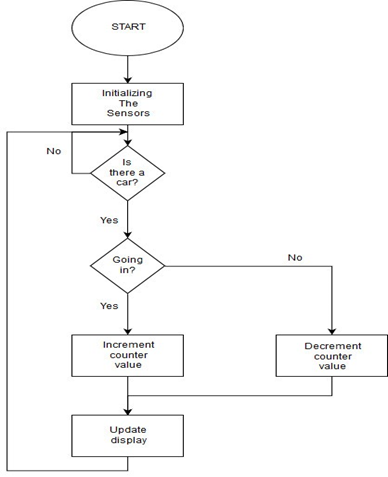 START
Initializing
The
Sensors
No
Is
there a
car?
Yes
Going
in?
No
Yes
Increment
counter
value
Decrement
counter
value
Update
display